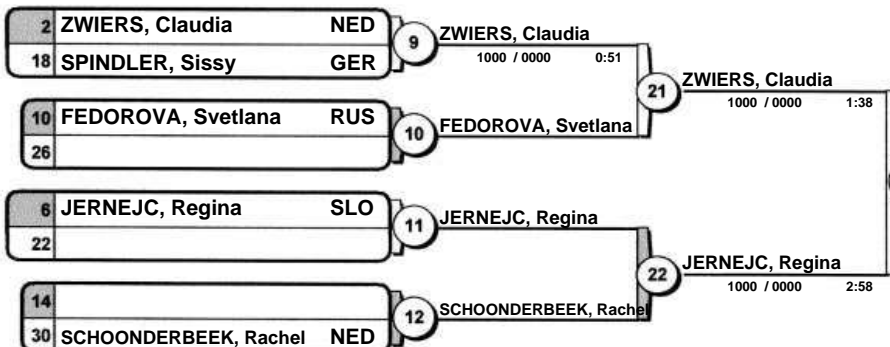 2 ZWIERS, Claudia NED
18 SPINDLER, Sissy GER
9
ZWIERS, Claudia
1000 / 0000 0:51
10 FEDOROVA, Svetlana RUS
26
10
FEDOROVA, Svetlana
21
ZWIERS, Claudia
1000 / 0000 1:38
6 JERNEJC, Regina SLO
22
11
JERNEJC, Regina
14
30 SCHOONDERBEEK, Rachel NED
12
SCHOONDERBEEK, Rachel
22
JERNEJC, Regina
1000 / 0000 2:58